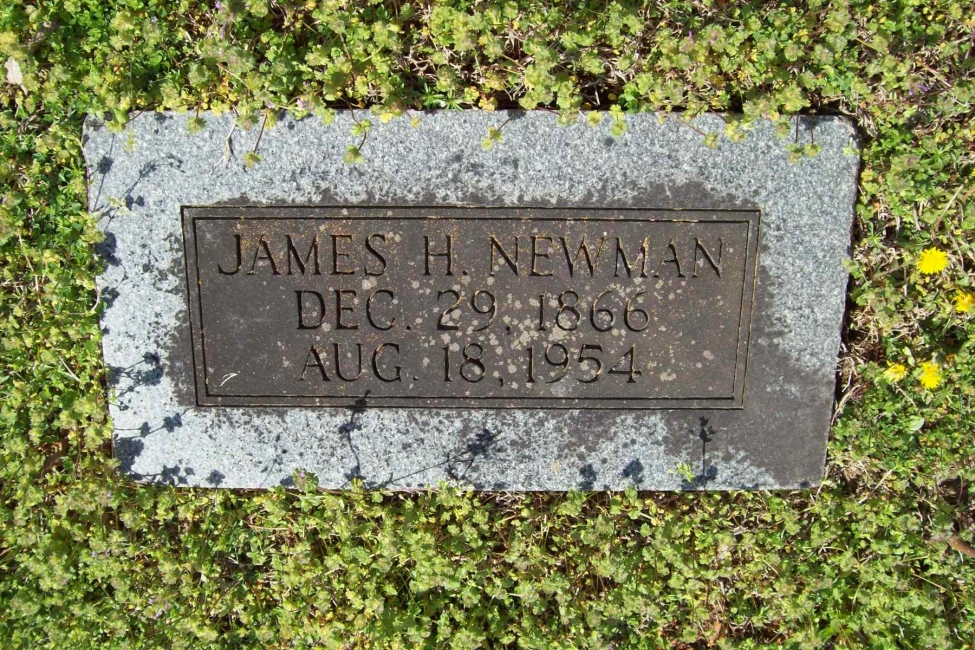 JAMES H. NEWMAN
DEC. 29, 1866
AUG. 18, 1954